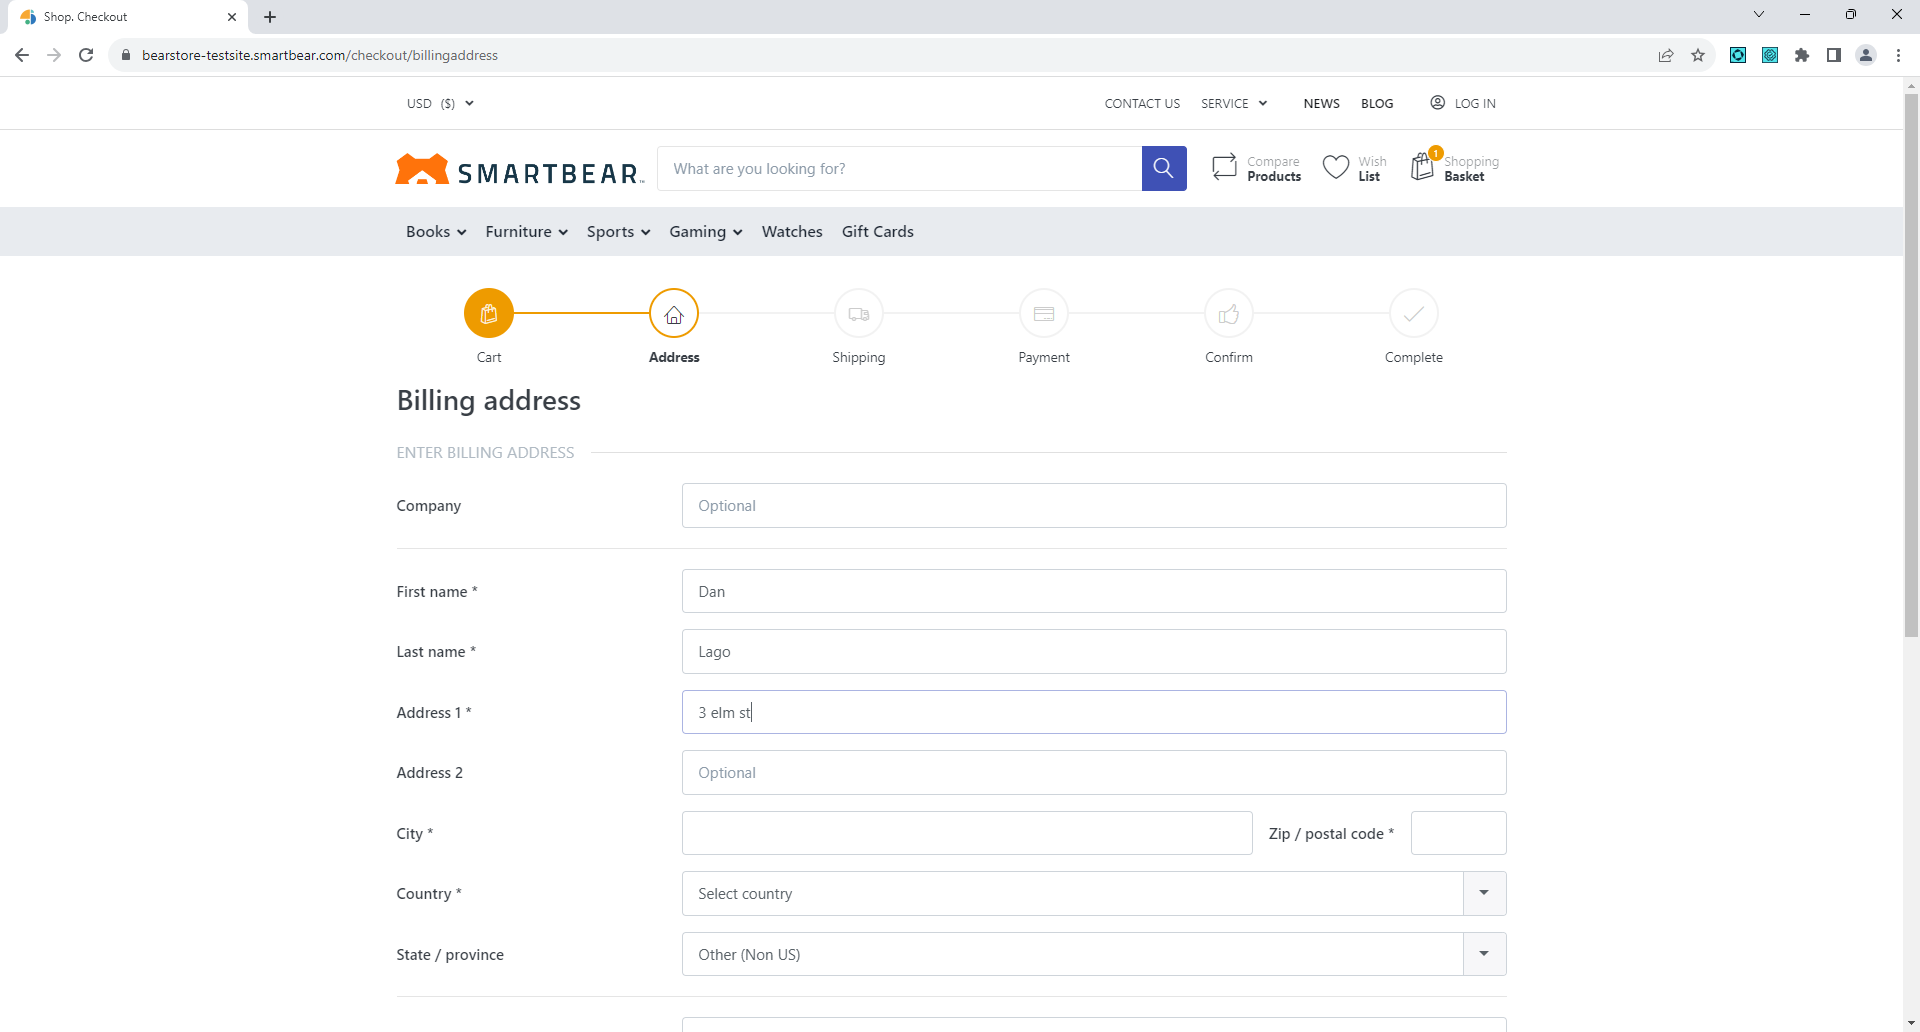 Shop. Checkout
bearstore-testsite.smartbear.com/checkout/billingaddress
USD ($)
CONTACT US SERVICE NEWS BLOG LOG IN
SMARTBEAR
What are you looking for?
Compare Products
Wish List
1
Shopping Basket
Books Furniture Sports Gaming Watches Gift Cards
Cart Address Shipping Payment Confirm Complete
Billing address
ENTER BILLING ADDRESS
Company Optional
First name * Dan
Last name * Lago
Address 1 * 3 elm st
Address 2 Optional
City * Zip / postal code *
Country * Select country
State / province Other (Non US)